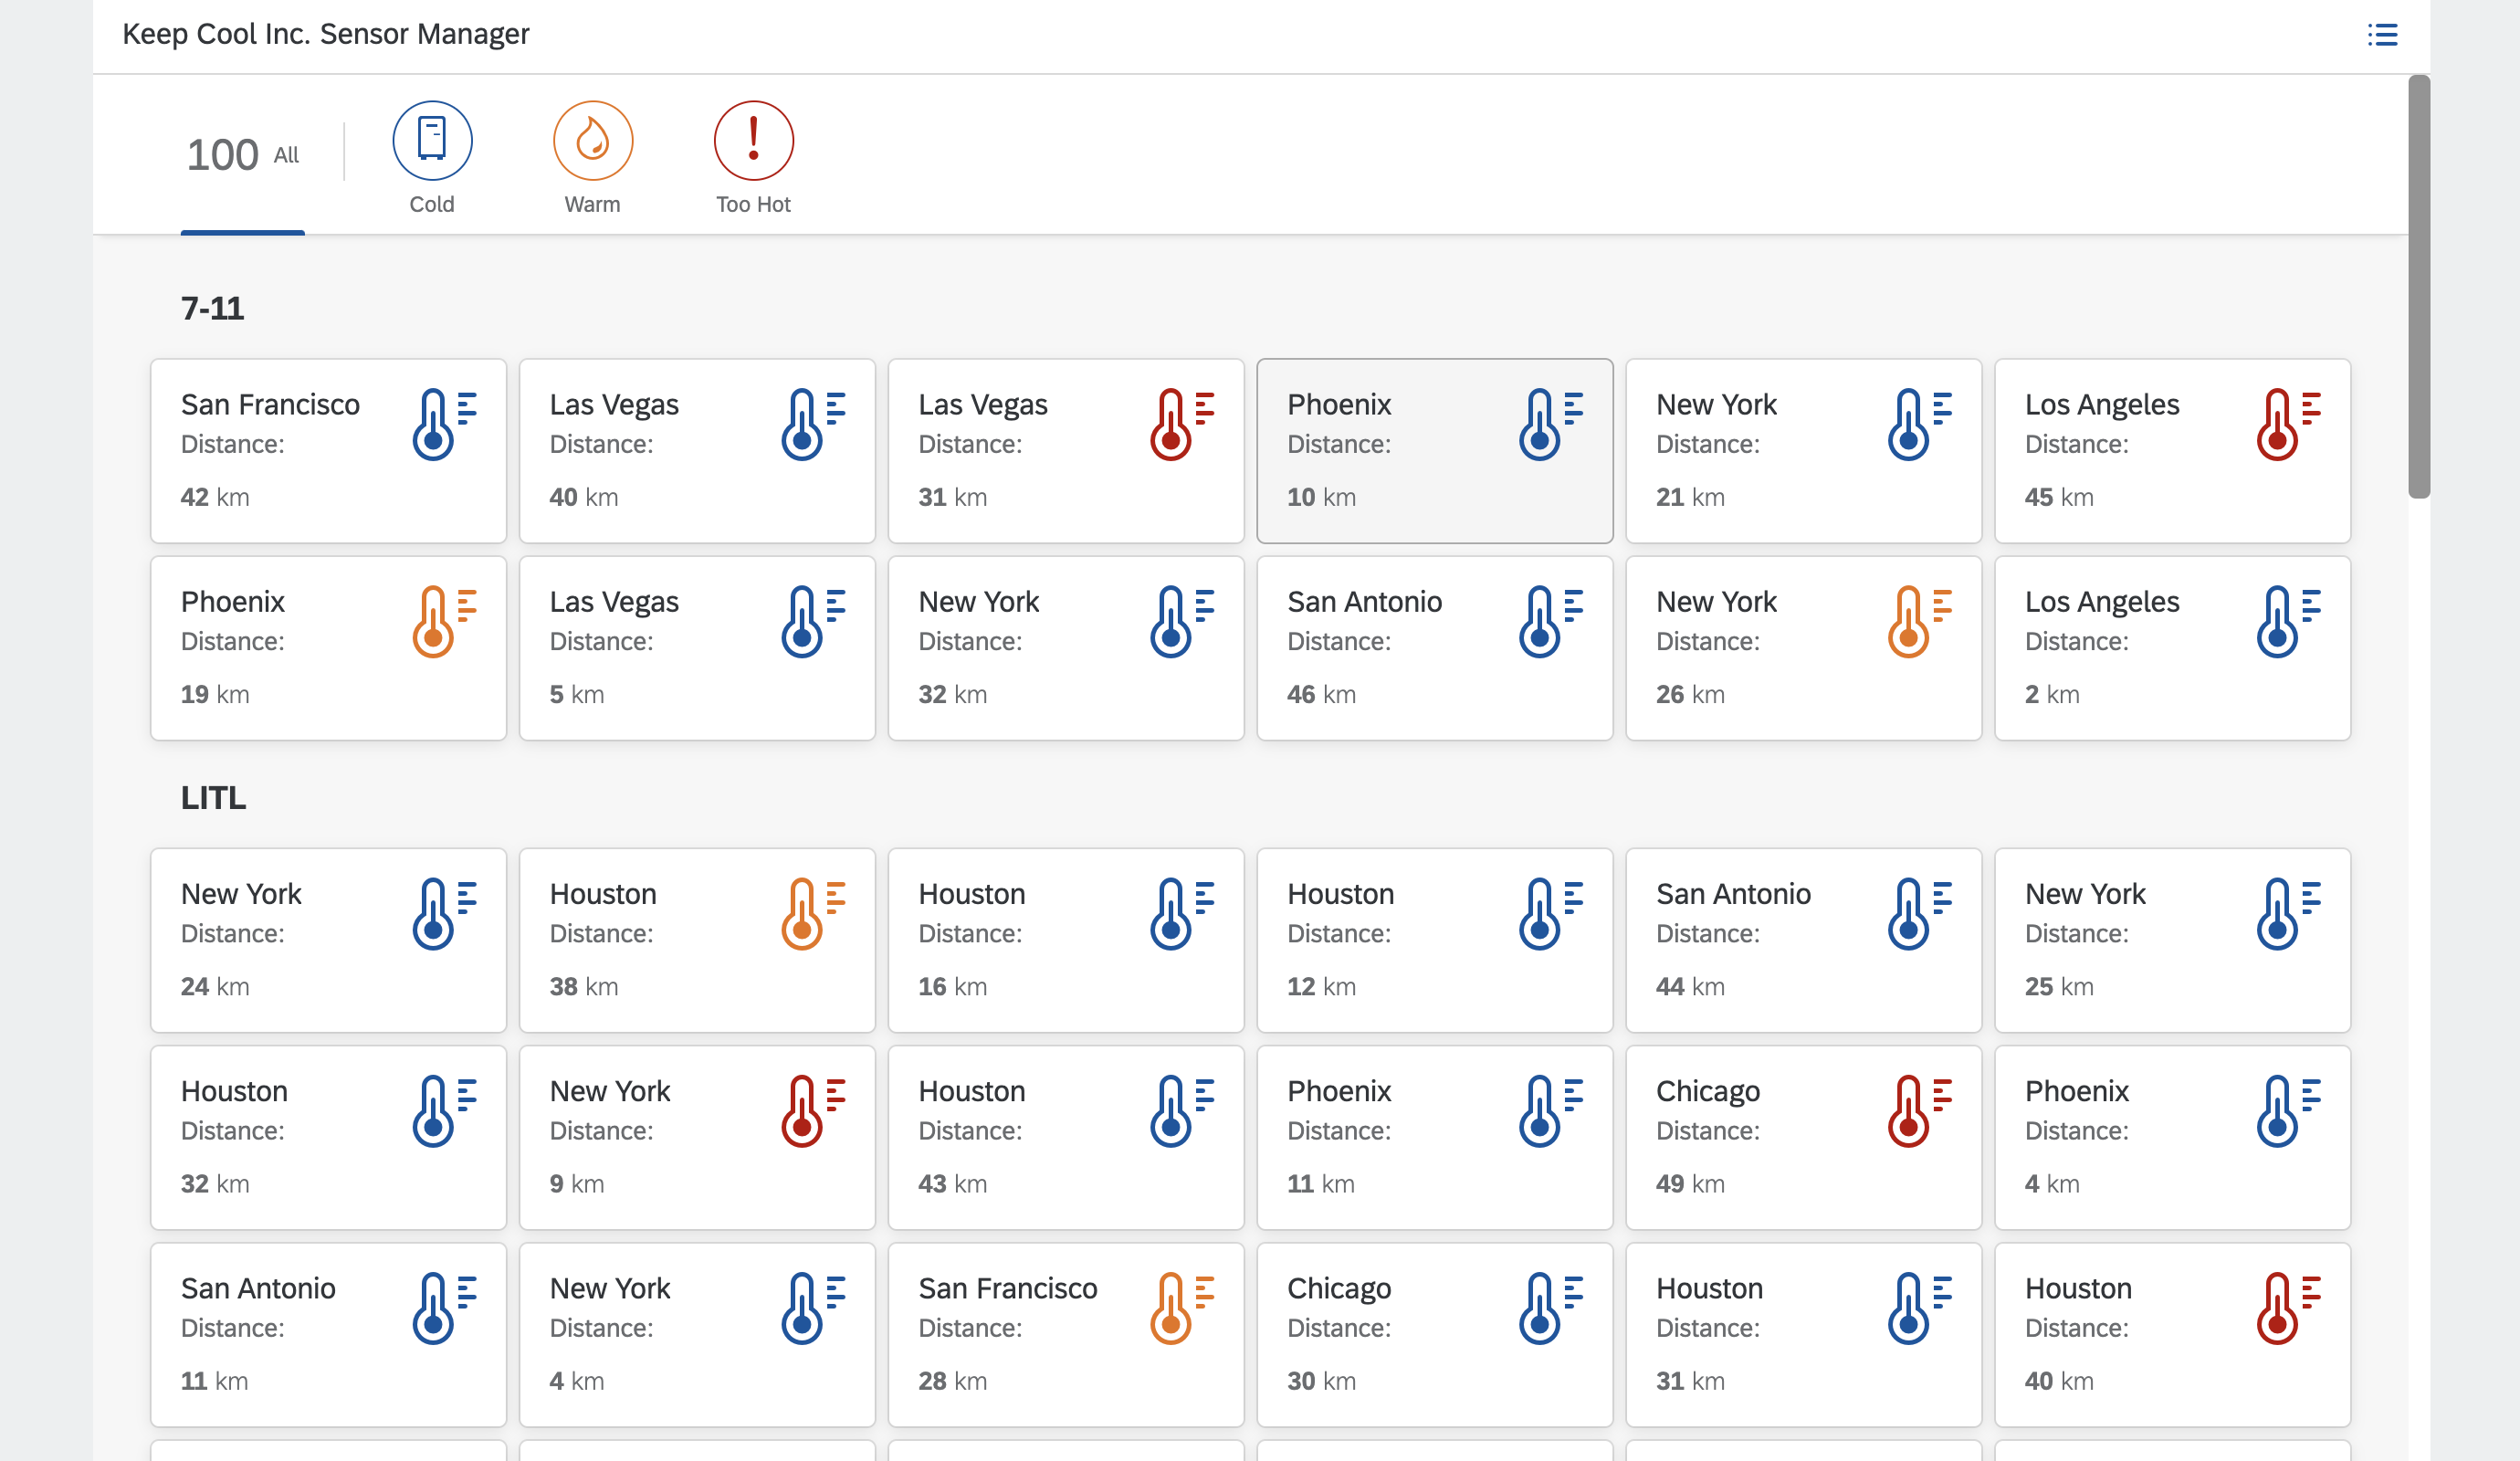 Keep Cool Inc. Sensor Manager
100 All
Cold Warm Too Hot
7-11
San Francisco Las Vegas Las Vegas Phoenix New York Los Angeles
Distance: Distance: Distance: Distance: Distance: Distance:
42 km 40 km 31 km 10 km 21 km 45 km
Phoenix Las Vegas New York San Antonio New York Los Angeles
Distance: Distance: Distance: Distance: Distance: Distance:
19 km 5 km 32 km 46 km 26 km 2 km
LITL
New York Houston Houston Houston San Antonio New York
Distance: Distance: Distance: Distance: Distance: Distance:
24 km 38 km 16 km 12 km 44 km 25 km
Houston New York Houston Phoenix Chicago Phoenix
Distance: Distance: Distance: Distance: Distance: Distance:
32 km 9 km 43 km 11 km 49 km 4 km
San Antonio New York San Francisco Chicago Houston Houston
Distance: Distance: Distance: Distance: Distance: Distance:
11 km 4 km 28 km 30 km 31 km 40 km